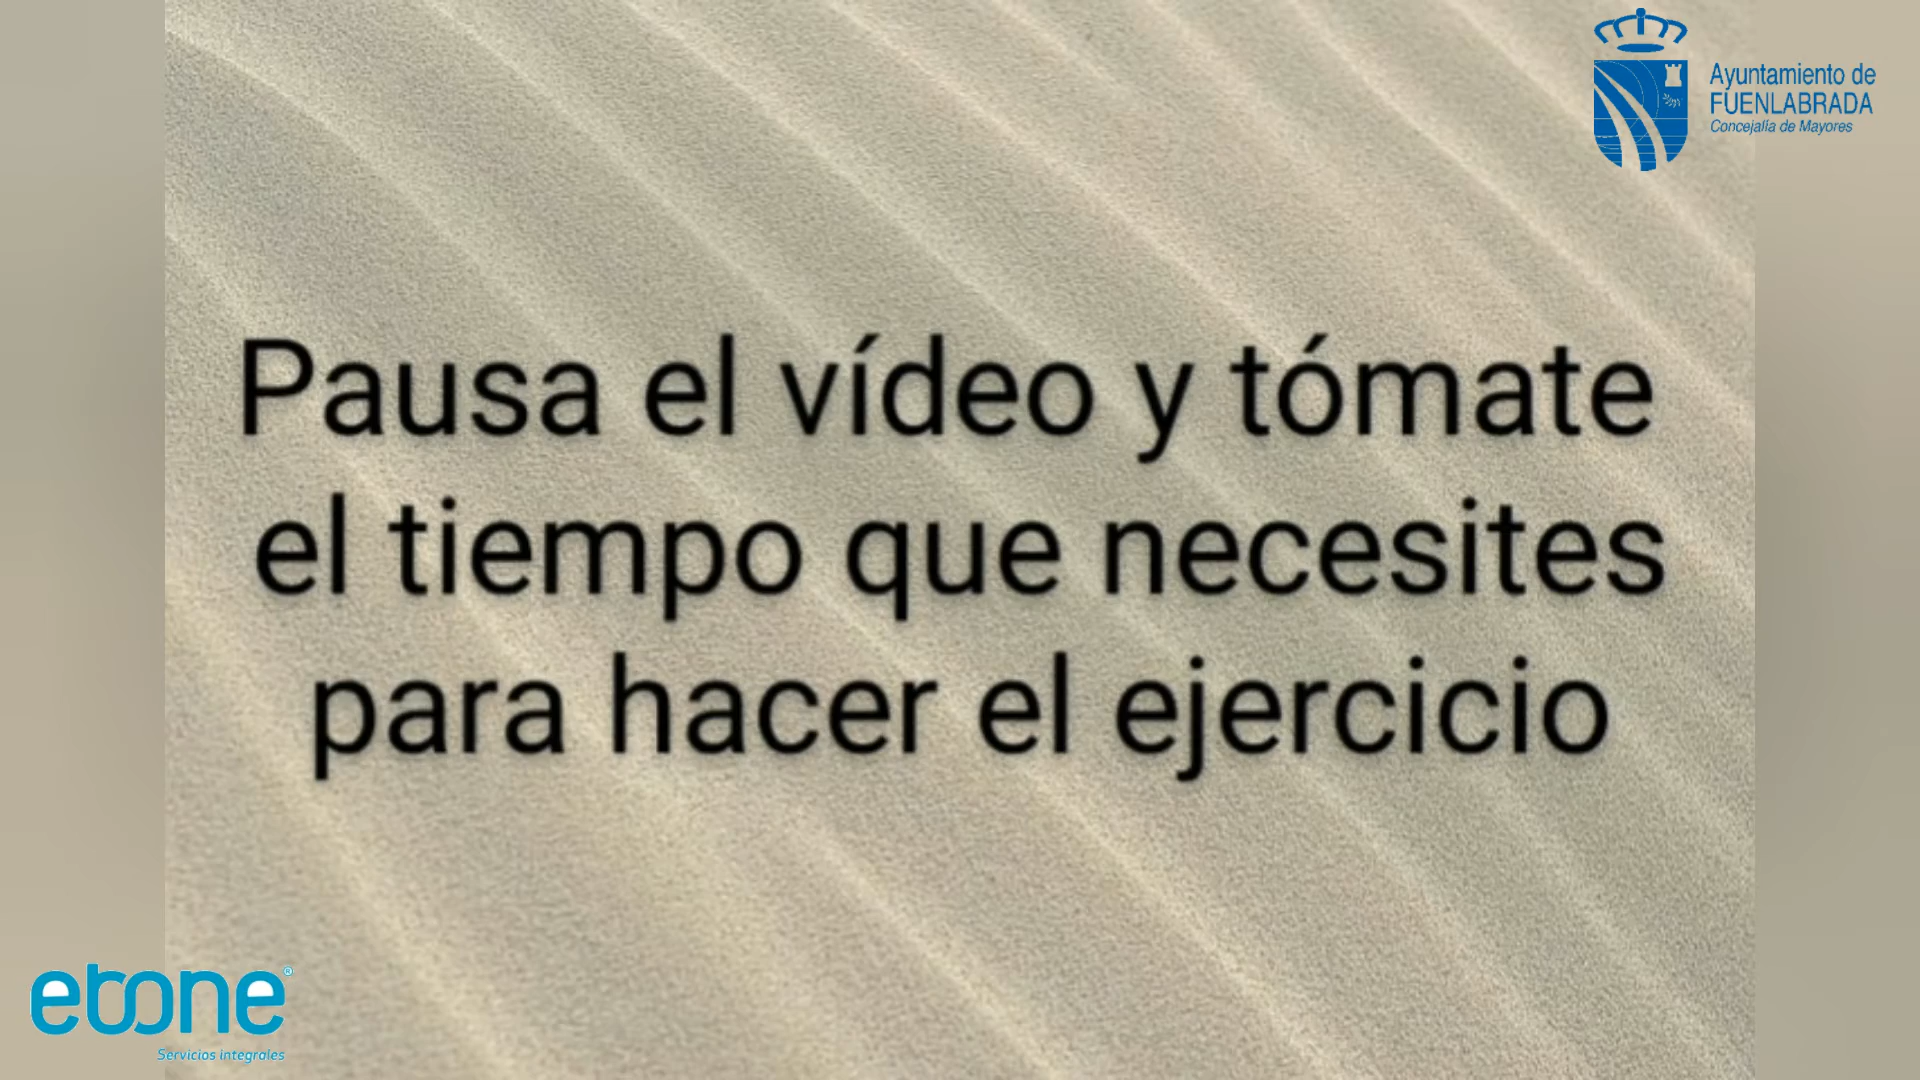 Ayuntamiento de
FUENLABRADA
Concejalía de Mayores
Pausa el vídeo y tómate
el tiempo que necesites
para hacer el ejercicio
ebone®
Servicios integrales